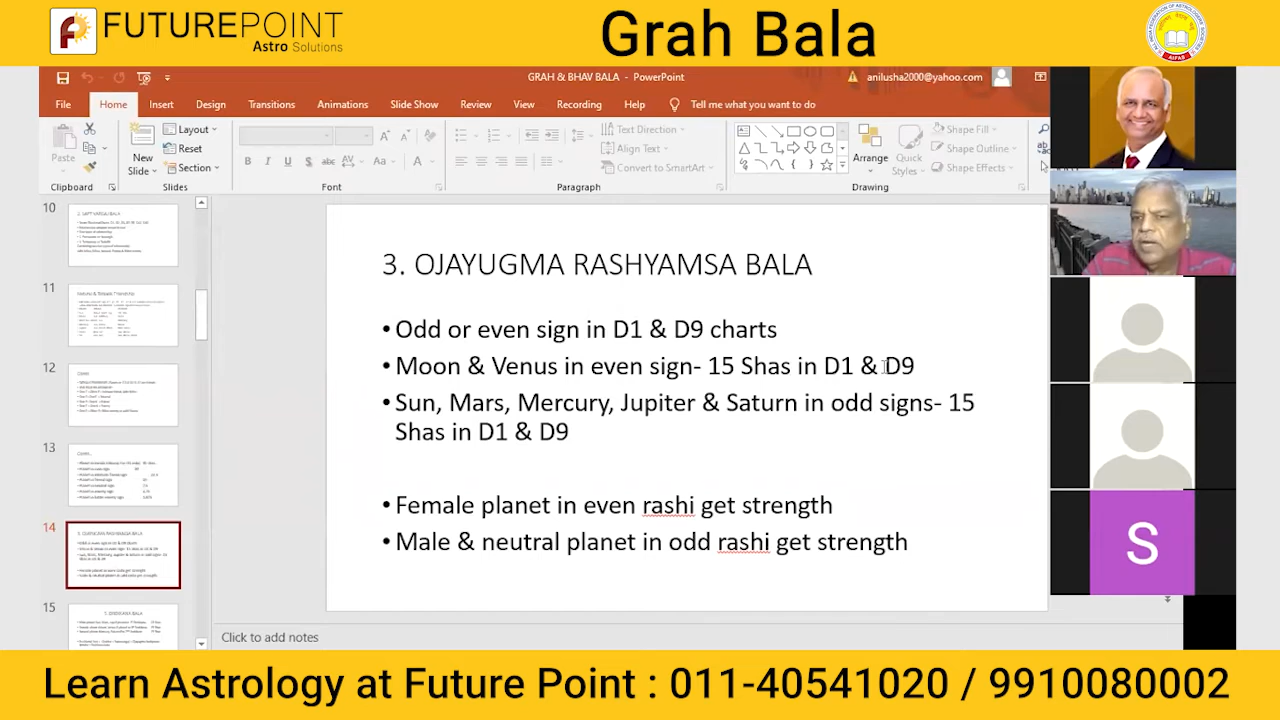 FUTUREPOINT
Astro Solutions
Grah Bala
AIFAS
GRAH & BHAV BALA - PowerPoint
anilusha2000@yahoo.com
File Home Insert Design Transitions Animations Slide Show Review View Recording Help Tell me what you want to do
Paste
New
Slide
Layout
Reset
Section
Text Direction
Align Text
Convert to SmartArt
Arrange
Quick
Styles
Shape Fill
Shape Outline
Shape Effects
Clipboard Slides Font Paragraph Drawing
10
11
12
13
14
15
3. OJAYUGMA RASHYAMSA BALA
• Odd or even sign in D1 & D9 charts
• Moon & Venus in even sign- 15 Shas in D1 & D9
• Sun, Mars, Mercury, Jupiter & Saturn in odd signs- 15
Shas in D1 & D9
• Female planet in even rashi get strength
• Male & neutral planet in odd rashi get strength
S
Click to add notes
Learn Astrology at Future Point : 011-40541020 / 9910080002